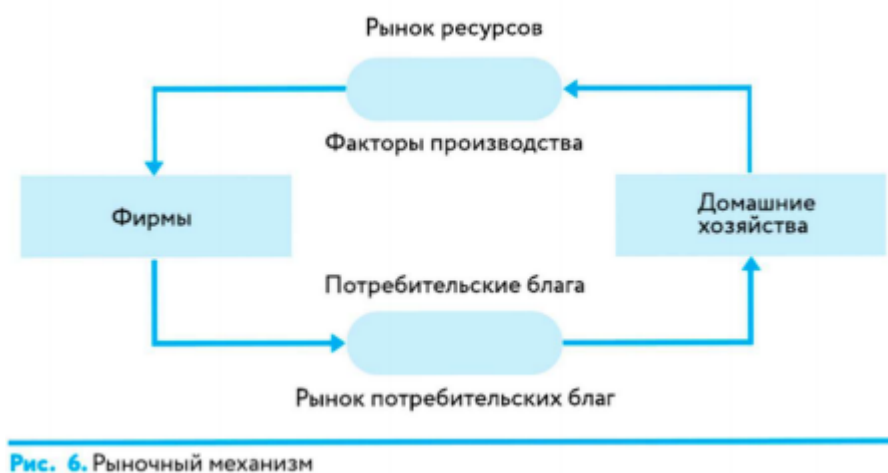 Рынок ресурсов
Факторы производства
Фирмы
Домашние
хозяйства
Потребительские блага
Рынок потребительских благ
Рис. 6. Рыночный механизм